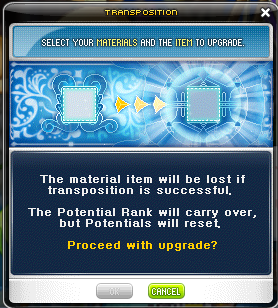 TRANSPOSITION
SELECT YOUR MATERIALS AND THE ITEM TO UPGRADE.
The material item will be lost if
transposition is successful.
The Potential Rank will carry over,
but Potentials will reset.
Proceed with upgrade?
OK
CANCEL